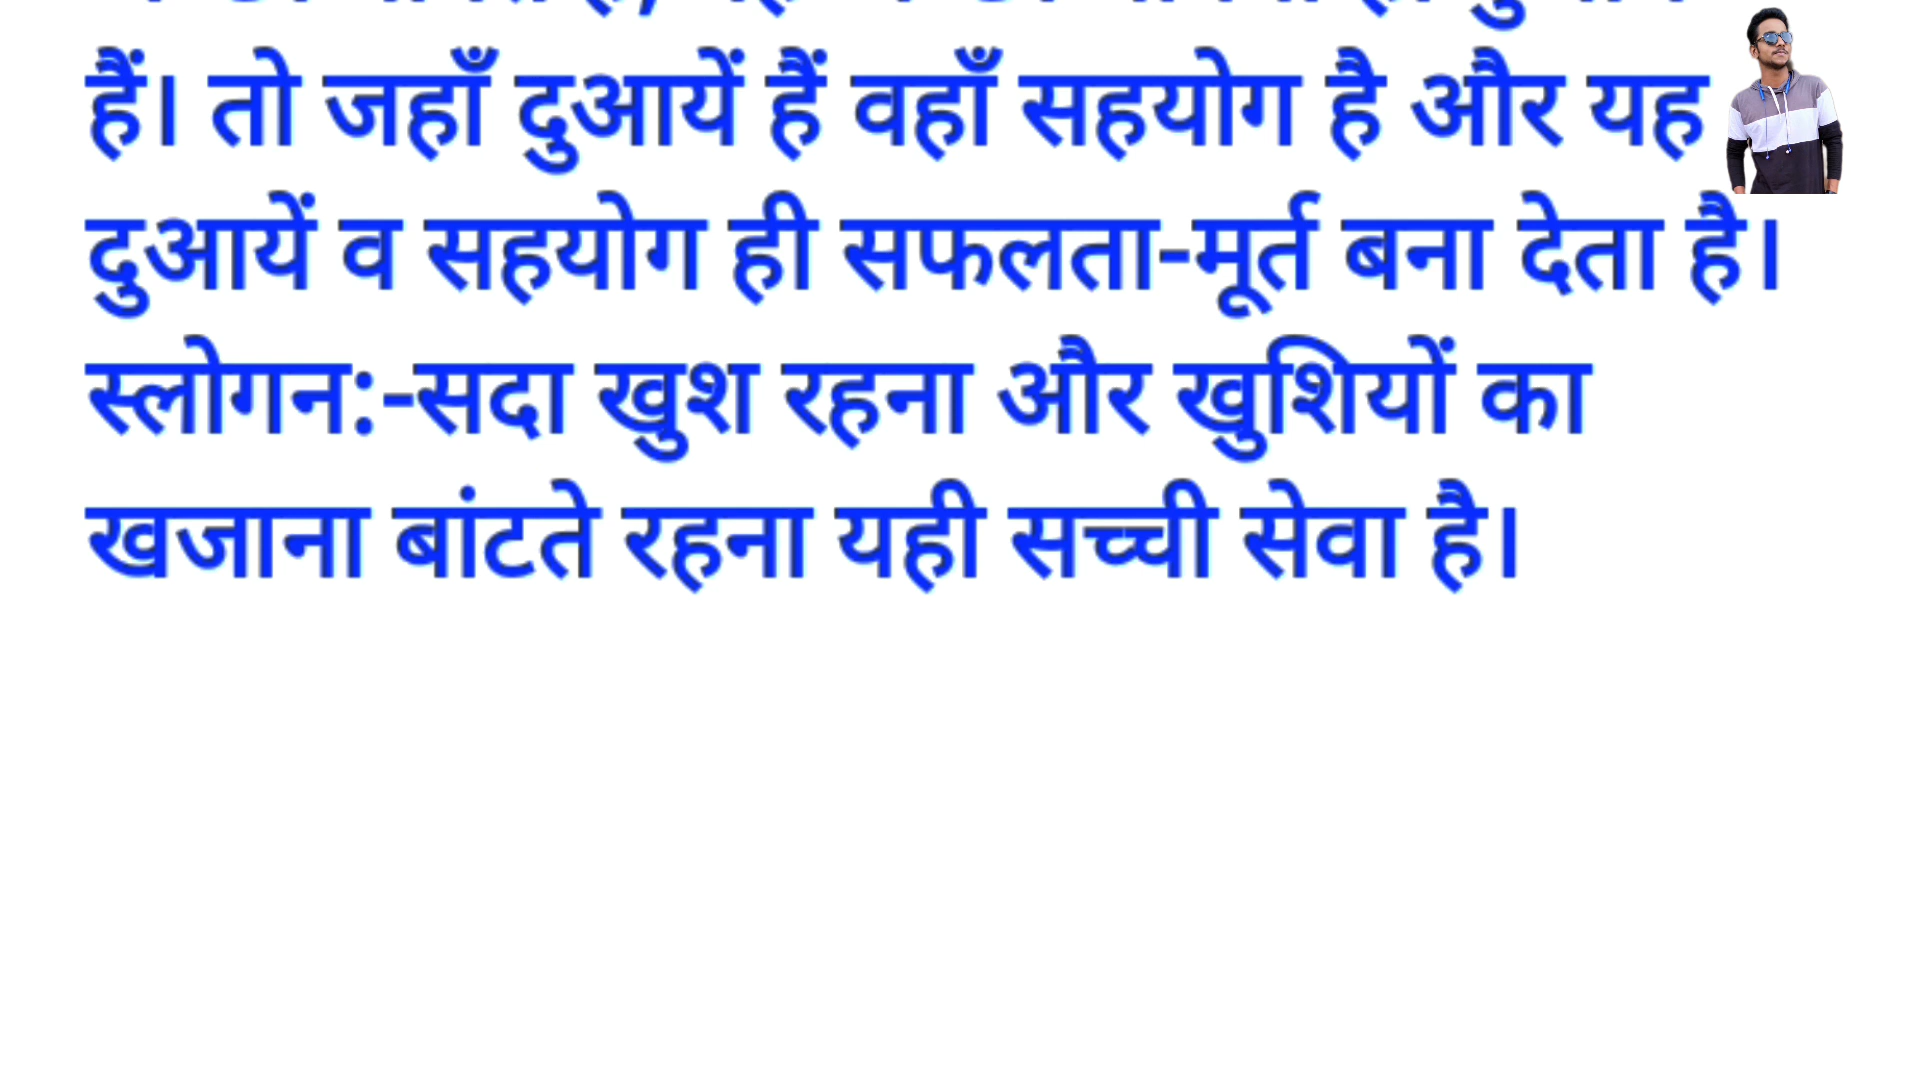 हैं। तो जहाँ दुआयें हैं वहाँ सहयोग है और यह
दुआयें व सहयोग ही सफलता-मूर्त बना देता है।
स्लोगन:-सदा खुश रहना और खुशियों का
खजाना बांटते रहना यही सच्ची सेवा है।